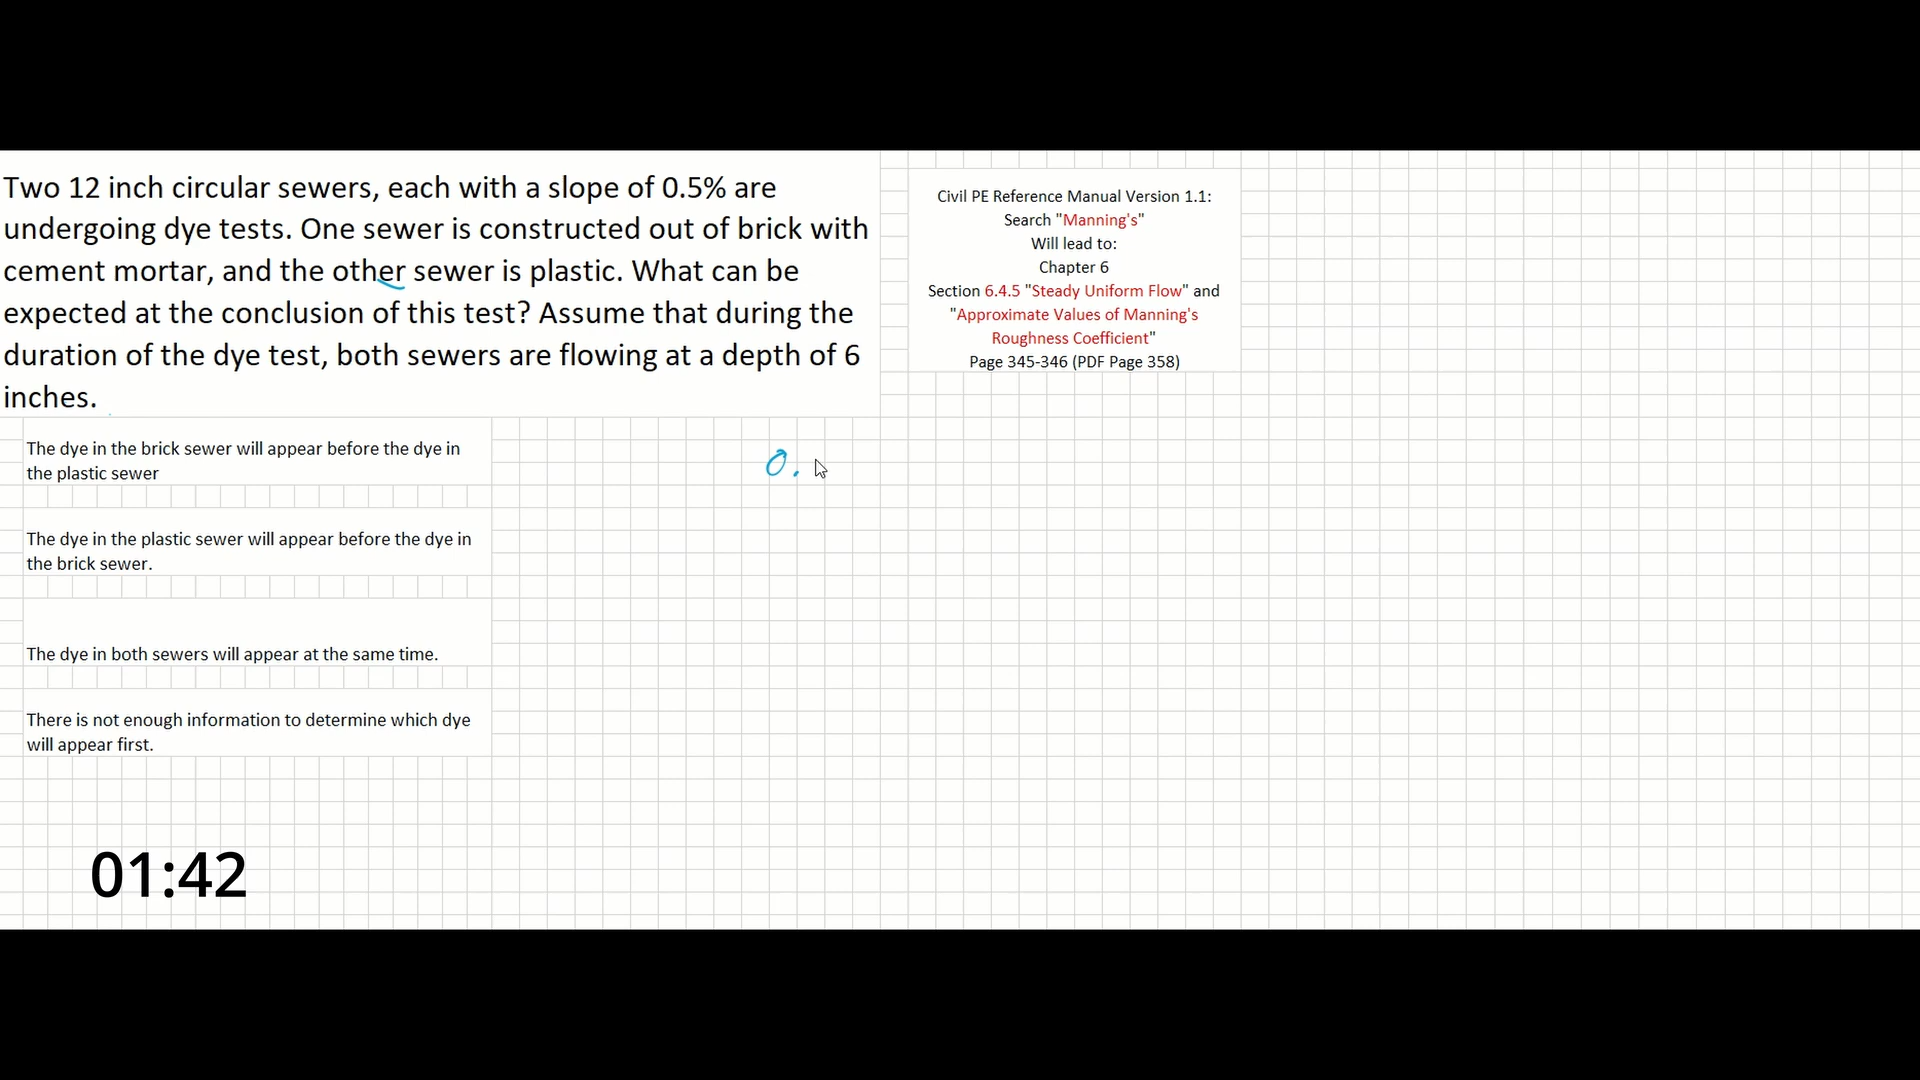 Two 12 inch circular sewers, each with a slope of 0.5% are
undergoing dye tests. One sewer is constructed out of brick with
cement mortar, and the other sewer is plastic. What can be
expected at the conclusion of this test? Assume that during the
duration of the dye test, both sewers are flowing at a depth of 6
inches.
Civil PE Reference Manual Version 1.1:
Search "Manning's"
Will lead to:
Chapter 6
Section 6.4.5 "Steady Uniform Flow" and
"Approximate Values of Manning's
Roughness Coefficient"
Page 345-346 (PDF Page 358)
The dye in the brick sewer will appear before the dye in
the plastic sewer
0.
The dye in the plastic sewer will appear before the dye in
the brick sewer.
The dye in both sewers will appear at the same time.
There is not enough information to determine which dye
will appear first.
01:42